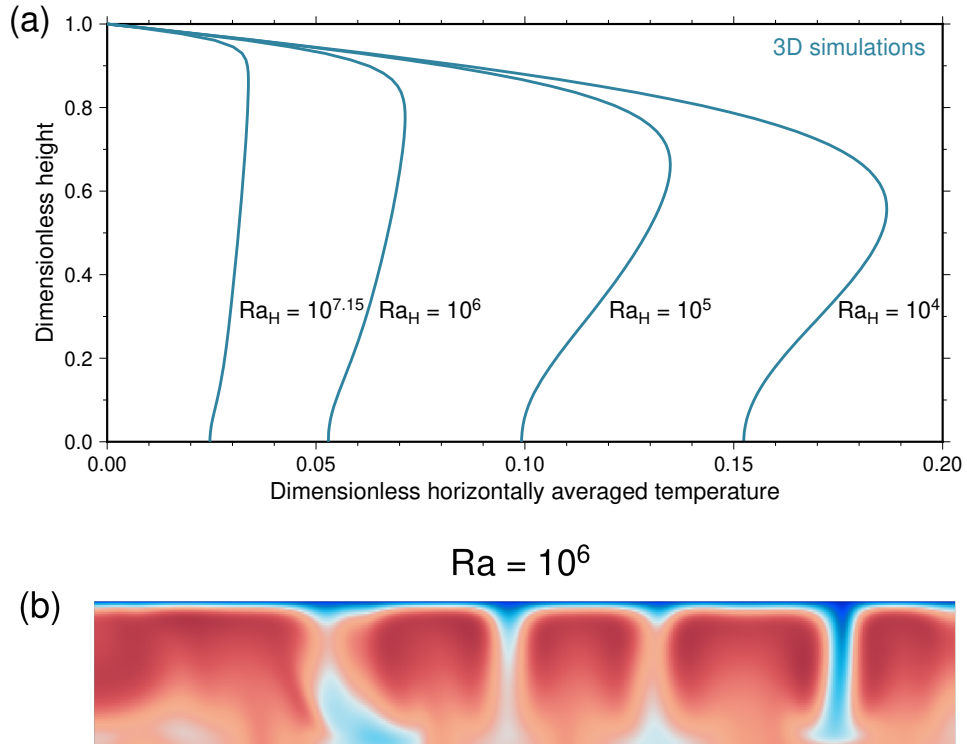 (a)
3D simulations
1.0
0.8
0.6
0.4
0.2
0.0
Dimensionless height
Ra_H = 10^7.15
Ra_H = 10^6
Ra_H = 10^5
Ra_H = 10^4
0.00 0.05 0.10 0.15 0.20
Dimensionless horizontally averaged temperature
Ra = 10^6
(b)